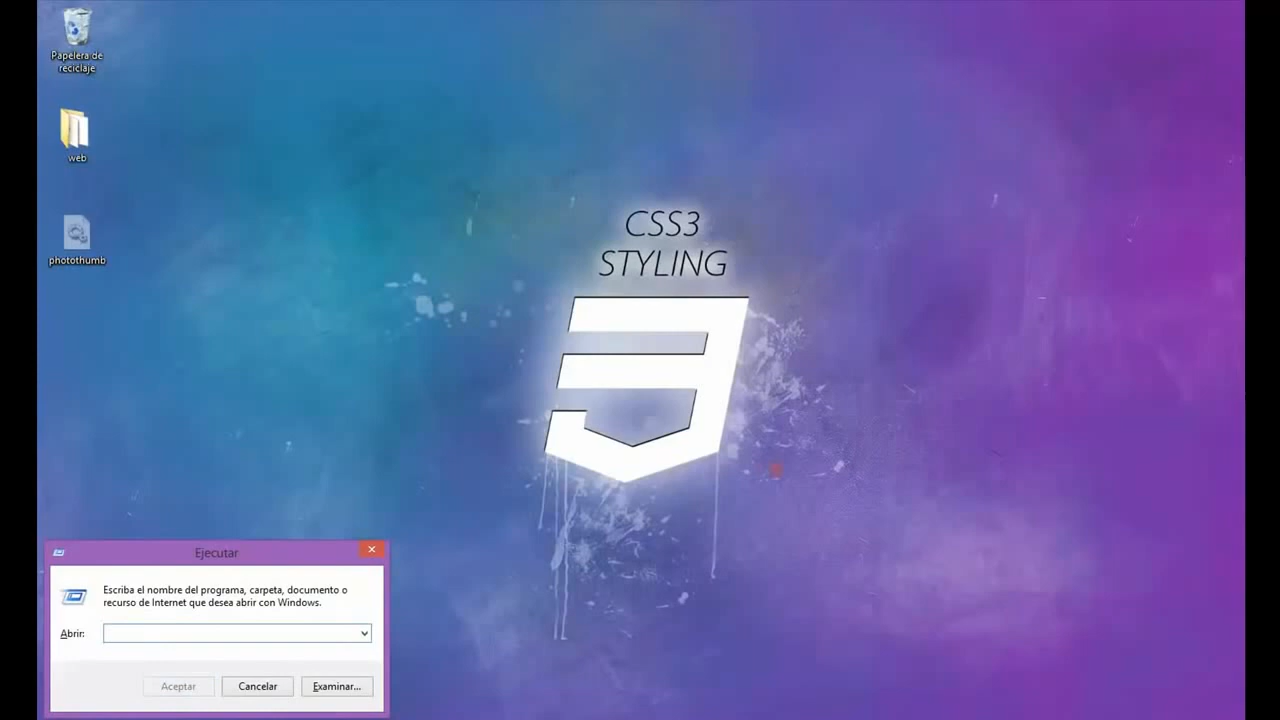 Papelera de
reciclaje
web
photothumb
CSS3
STYLING
Ejecutar
Escriba el nombre del programa, carpeta, documento o
recurso de Internet que desea abrir con Windows.
Abrir:
Aceptar
Cancelar
Examinar...